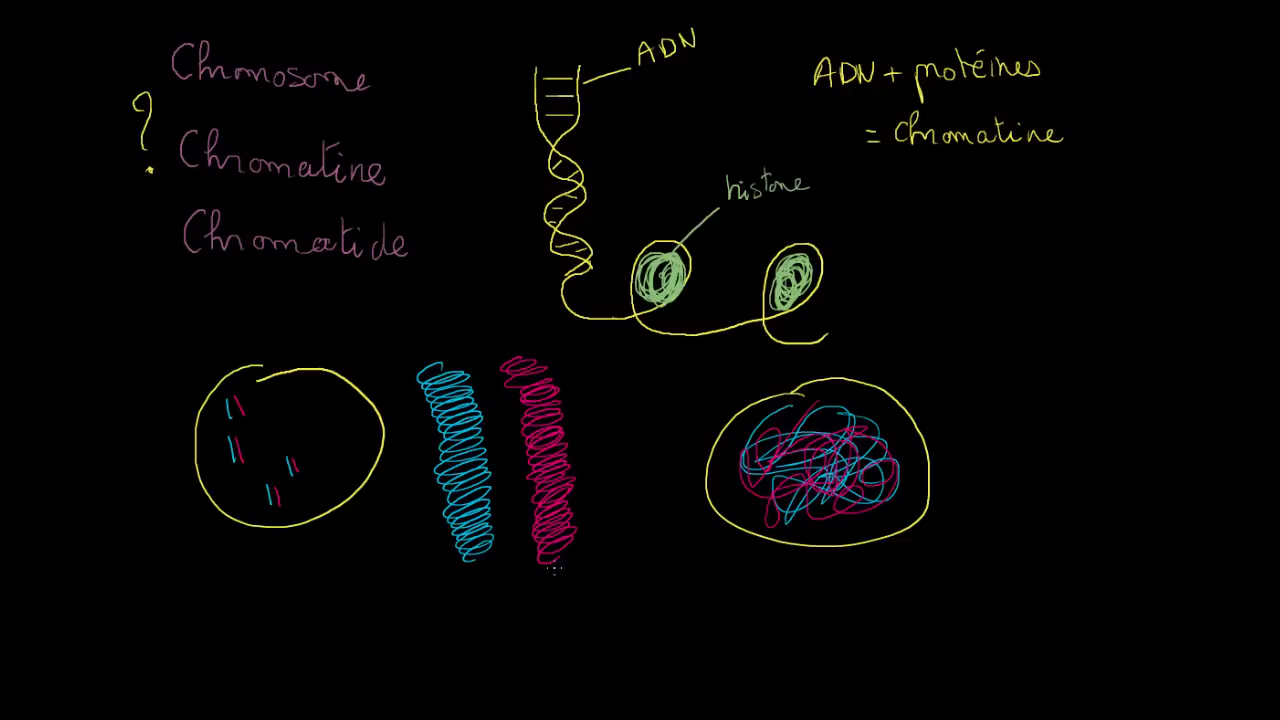 Chromosome
?
Chromatine
Chromatide
ADN
histone
ADN + protéines
= chromatine